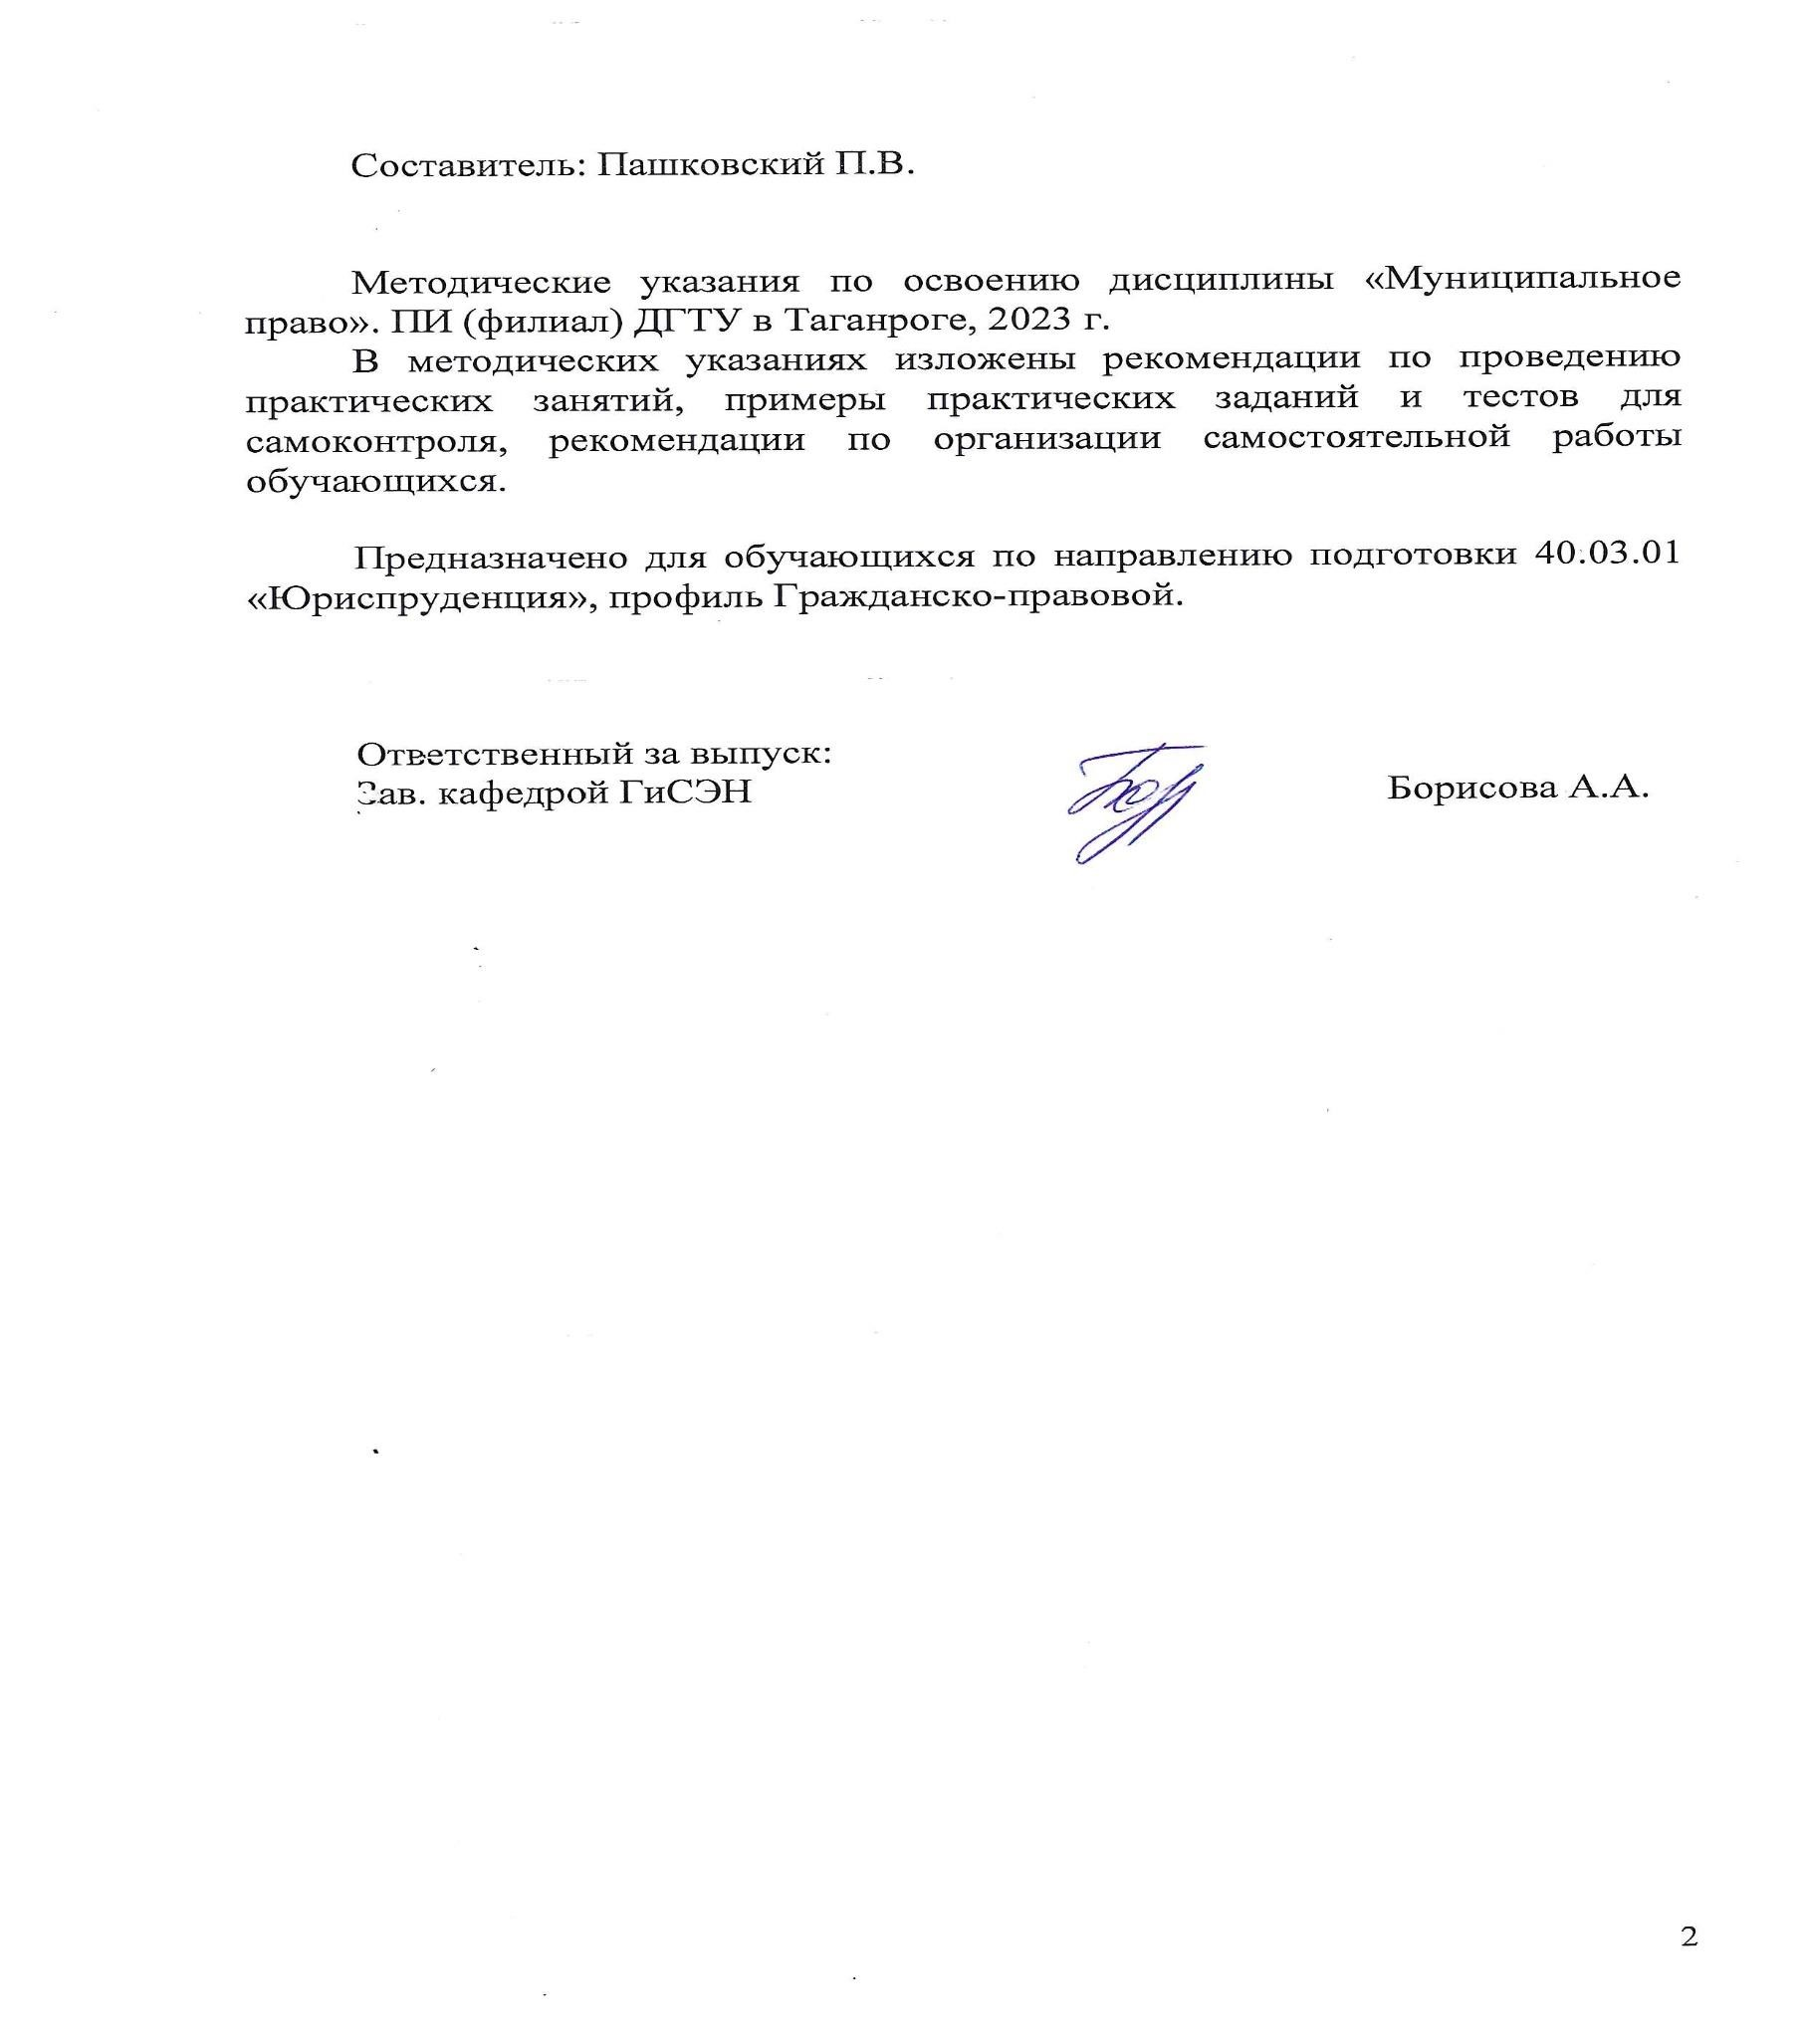 Составитель: Пашковский П.В.
Методические указания по освоению дисциплины «Муниципальное
право». ПИ (филиал) ДГТУ в Таганроге, 2023 г.
В методических указаниях изложены рекомендации по проведению
практических занятий, примеры практических заданий и тестов для
самоконтроля, рекомендации по организации самостоятельной работы
обучающихся.
Предназначено для обучающихся по направлению подготовки 40.03.01
«Юриспруденция», профиль Гражданско-правовой.
Ответственный за выпуск:
Зав. кафедрой ГиСЭН Борисова А.А.
2